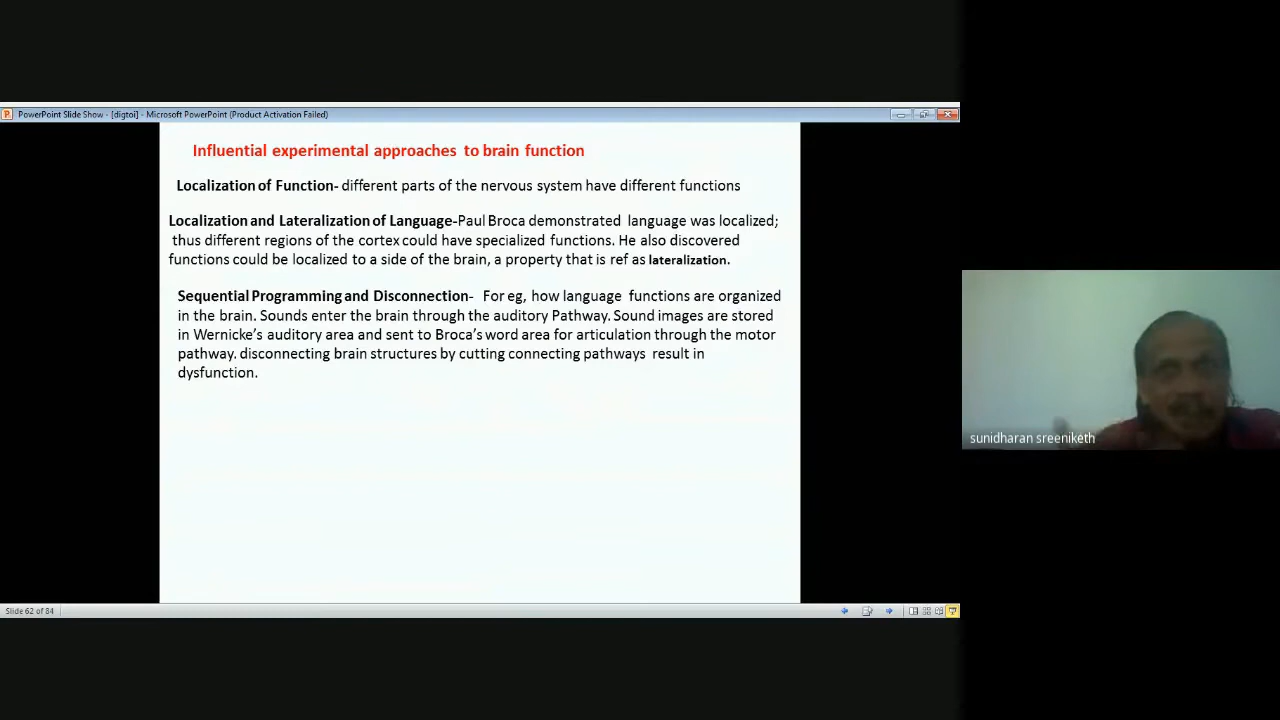 PowerPoint Slide Show - [digtoi] - Microsoft PowerPoint (Product Activation Failed)
Influential experimental approaches to brain function
Localization of Function- different parts of the nervous system have different functions
Localization and Lateralization of Language-Paul Broca demonstrated language was localized;
thus different regions of the cortex could have specialized functions. He also discovered
functions could be localized to a side of the brain, a property that is ref as lateralization.
Sequential Programming and Disconnection- For eg, how language functions are organized
in the brain. Sounds enter the brain through the auditory Pathway. Sound images are stored
in Wernicke's auditory area and sent to Broca's word area for articulation through the motor
pathway. disconnecting brain structures by cutting connecting pathways result in
dysfunction.
sunidharan sreeniketh
Slide 62 of 84